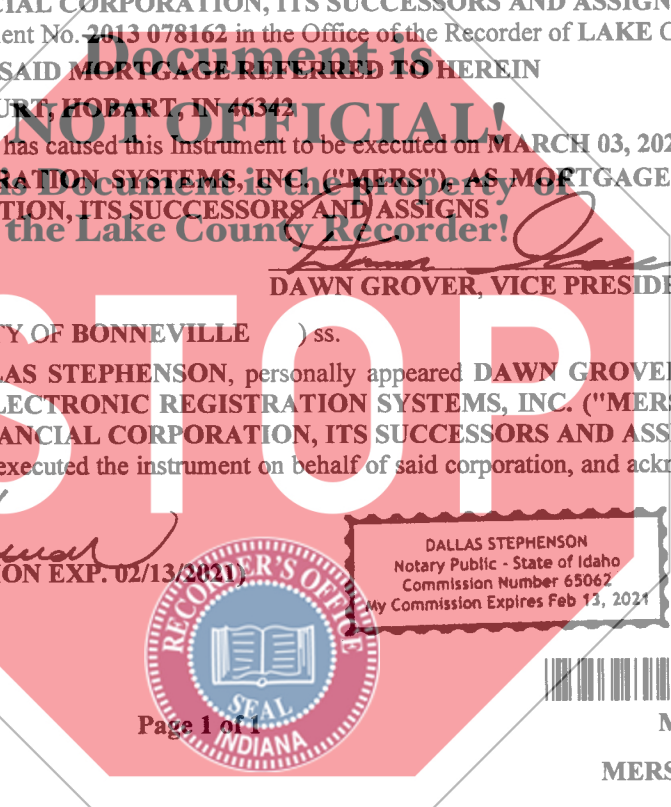 CIAL CORPORATION, ITS SUCCESSORS AND ASSIGN
ent No. 2013 078162 in the Office of the Recorder of LAKE C
Document is
SAID MORTGAGE REFERRED TO HEREIN
URT, HOBART, IN 46342
NOT OFFICIAL!
has caused this Instrument to be executed on MARCH 03, 202
RATION SYSTEMS, INC. ("MERS"), AS MORTGAGE
s Document is the property of
TION, ITS SUCCESSORS AND ASSIGNS
the Lake County Recorder!
DAWN GROVER, VICE PRESIDE
STOP
TY OF BONNEVILLE ) ss.
LAS STEPHENSON, personally appeared DAWN GROVER
LECTRONIC REGISTRATION SYSTEMS, INC. ("MERS
NANCIAL CORPORATION, ITS SUCCESSORS AND ASS
executed the instrument on behalf of said corporation, and ackn
ON EXP. 02/13/2021)
DALLAS STEPHENSON
Notary Public - State of Idaho
Commission Number 65062
My Commission Expires Feb 13, 2021
RECORDER'S OFFICE
SEAL
INDIANA
Page 1 of 1
M
MERS